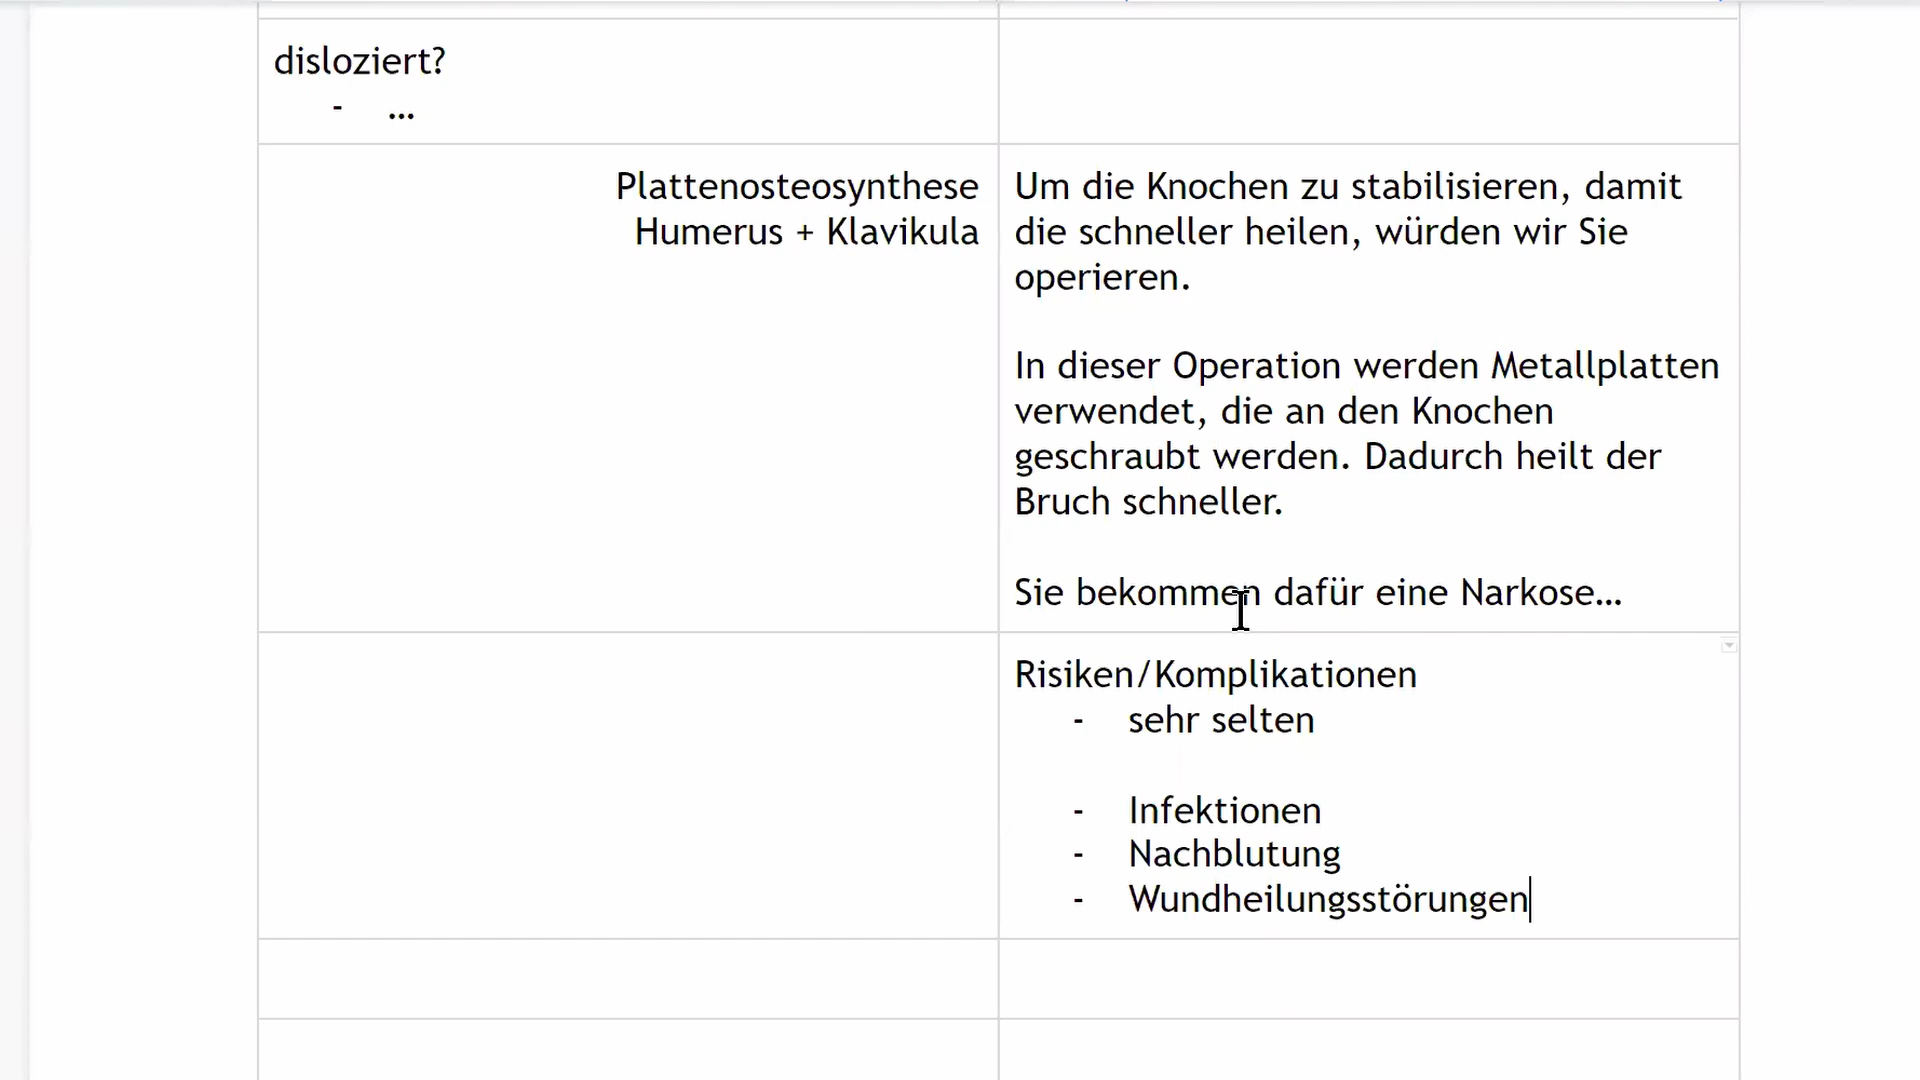 disloziert?
- ...
Plattenosteosynthese
Humerus + Klavikula
Um die Knochen zu stabilisieren, damit
die schneller heilen, würden wir Sie
operieren.
In dieser Operation werden Metallplatten
verwendet, die an den Knochen
geschraubt werden. Dadurch heilt der
Bruch schneller.
Sie bekommen dafür eine Narkose...
Risiken/Komplikationen
- sehr selten
- Infektionen
- Nachblutung
- Wundheilungsstörungen